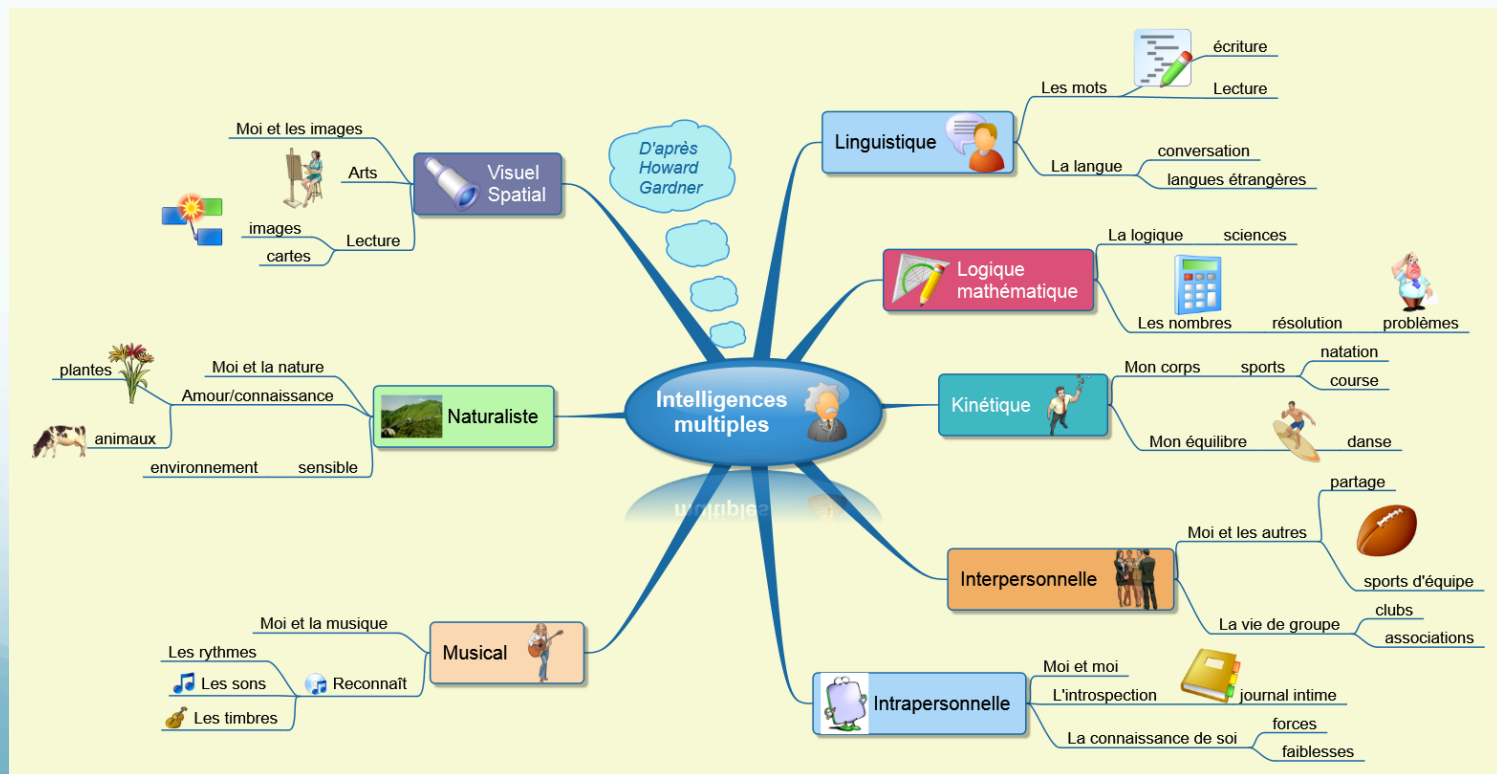 D'après
Howard
Gardner
Intelligences
multiples
Linguistique
Les mots
écriture
Lecture
La langue
conversation
langues étrangères
Logique
mathématique
La logique
sciences
Les nombres
résolution
problèmes
Kinétique
Mon corps
sports
natation
course
Mon équilibre
danse
Interpersonnelle
Moi et les autres
partage
sports d'équipe
La vie de groupe
clubs
associations
Intrapersonnelle
Moi et moi
L'introspection
journal intime
La connaissance de soi
forces
faiblesses
Musical
Moi et la musique
Reconnaît
Les rythmes
Les sons
Les timbres
Naturaliste
Moi et la nature
Amour/connaissance
plantes
animaux
sensible
environnement
Visuel
Spatial
Moi et les images
Arts
Lecture
images
cartes
multiples